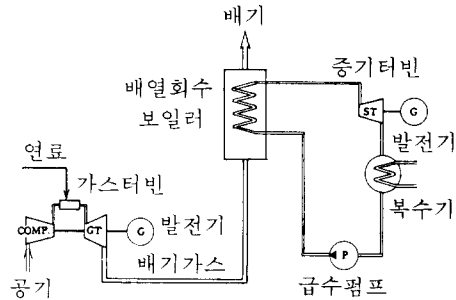 배기
배열회수
보일러
증기터빈
ST
G
발전기
복수기
연료
가스터빈
COMP.
GT
G
발전기
배기가스
공기
P
급수펌프